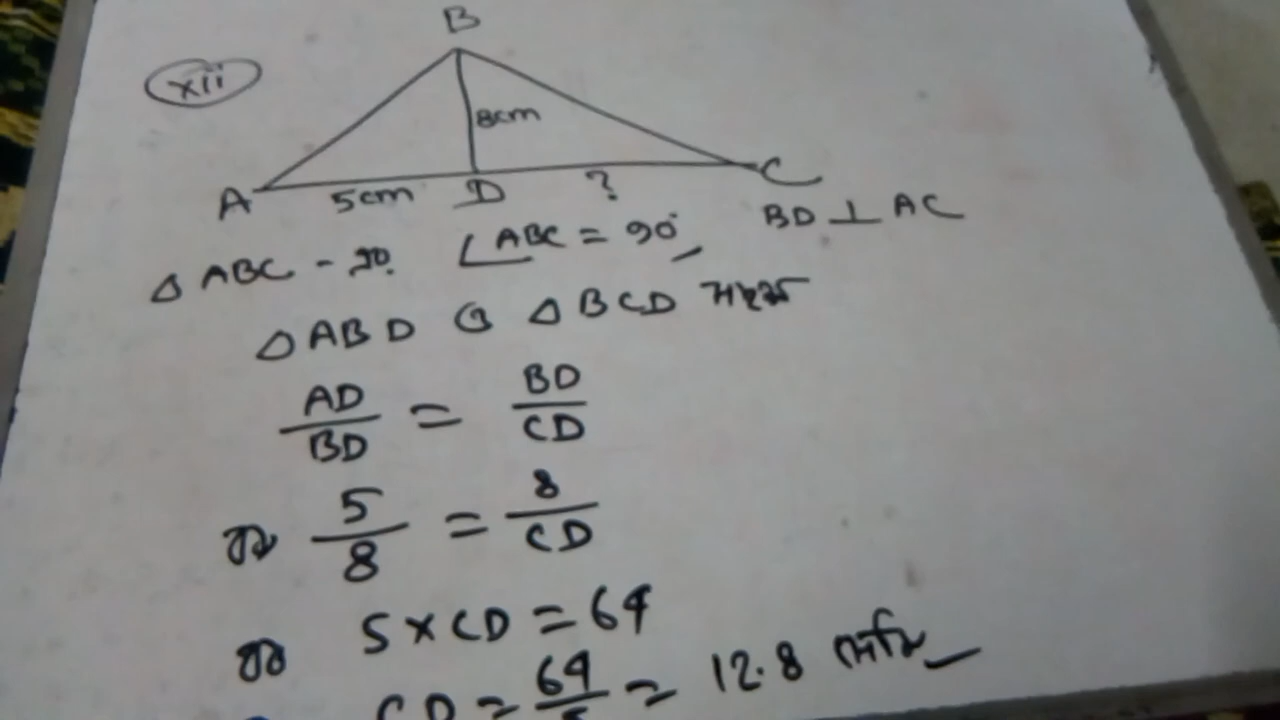 xii
B
8cm
A 5cm D ? C
BD ⊥ AC
△ ABC - এর ∠ABC = 90°
△ ABD ও △ BCD সদৃশ
AD/BD = BD/CD
বা 5/8 = 8/CD
বা 5 × CD = 64
CD = 64/5 = 12.8 সেমি